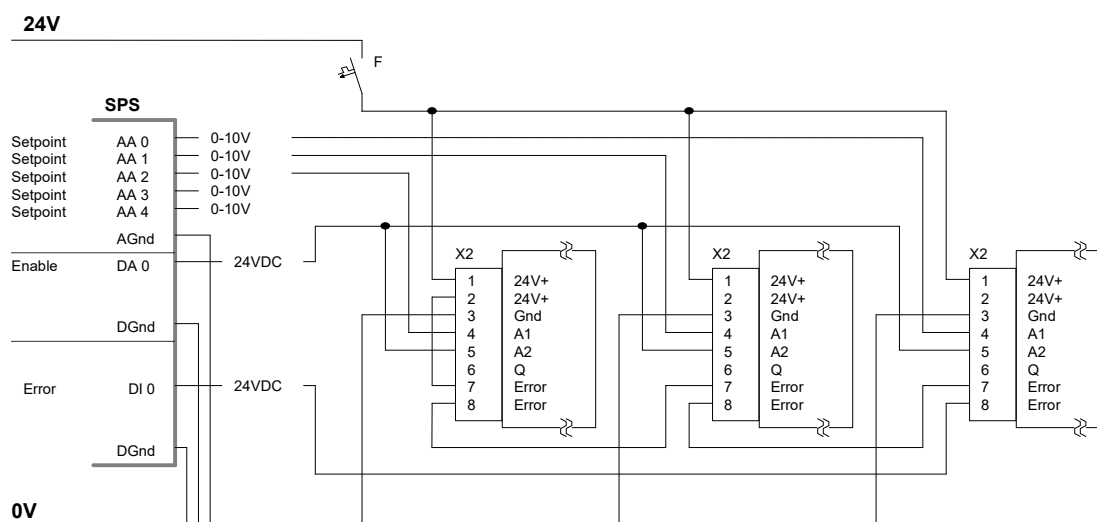 24V
F
SPS
Setpoint AA 0 0-10V
Setpoint AA 1 0-10V
Setpoint AA 2 0-10V
Setpoint AA 3 0-10V
Setpoint AA 4 0-10V
AGnd
Enable DA 0 24VDC
DGnd
Error DI 0 24VDC
DGnd
0V
X2
1 24V+
2 24V+
3 Gnd
4 A1
5 A2
6 Q
7 Error
8 Error
X2
1 24V+
2 24V+
3 Gnd
4 A1
5 A2
6 Q
7 Error
8 Error
X2
1 24V+
2 24V+
3 Gnd
4 A1
5 A2
6 Q
7 Error
8 Error